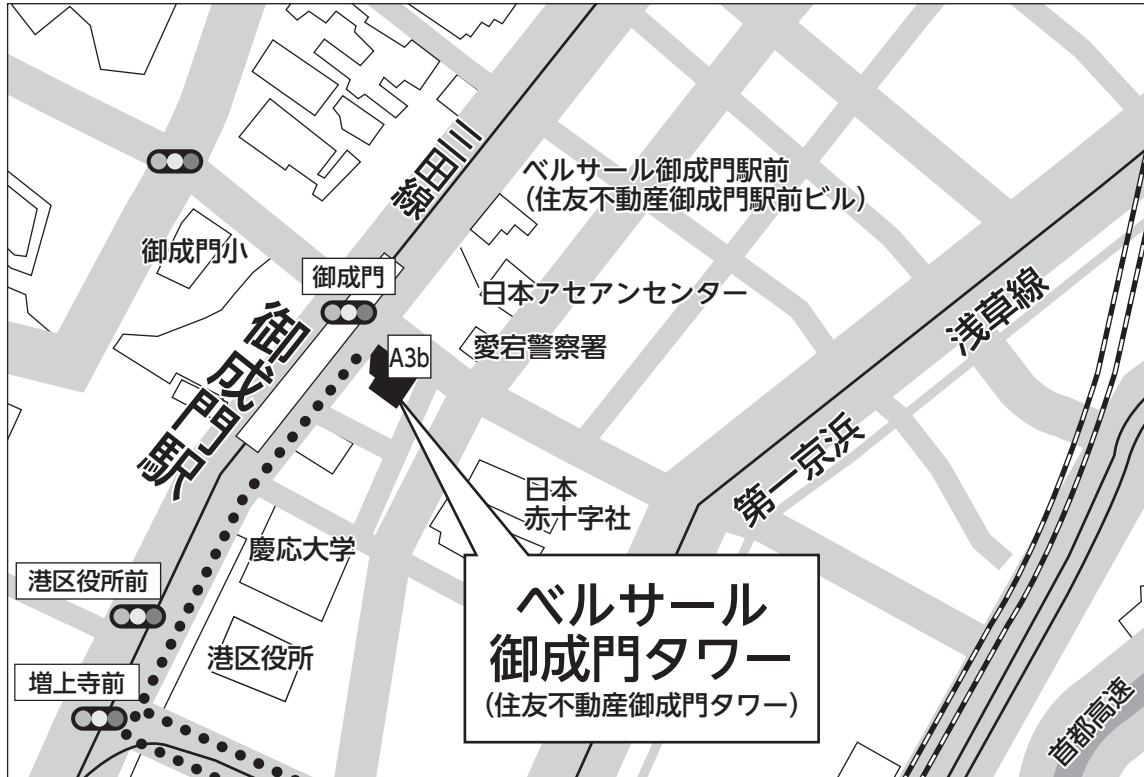 三田線
ベルサール御成門駅前
(住友不動産御成門駅前ビル)
御成門小
御成門
日本アセアンセンター
愛宕警察署
A3b
御成門駅
浅草線
第一京浜
日本
赤十字社
慶応大学
港区役所前
港区役所
増上寺前
ベルサール
御成門タワー
(住友不動産御成門タワー)
首都高速